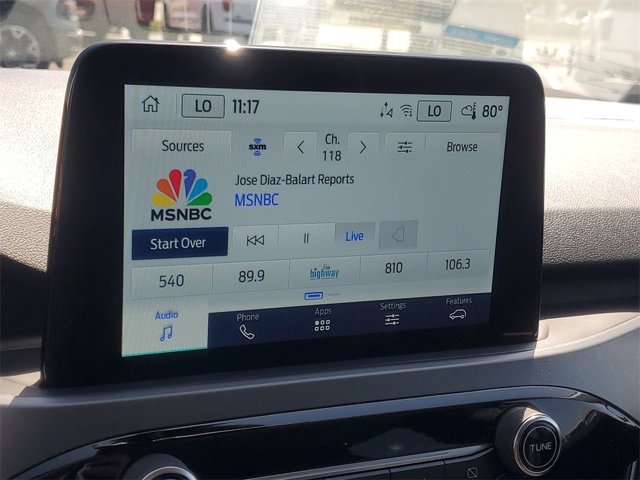 LO 11:17 LO 80°
Sources sxm Ch. 118 Browse
Jose Diaz-Balart Reports
MSNBC
MSNBC
Start Over Live
540 89.9 the highway 810 106.3
Audio Phone Apps Settings Features
TUNE